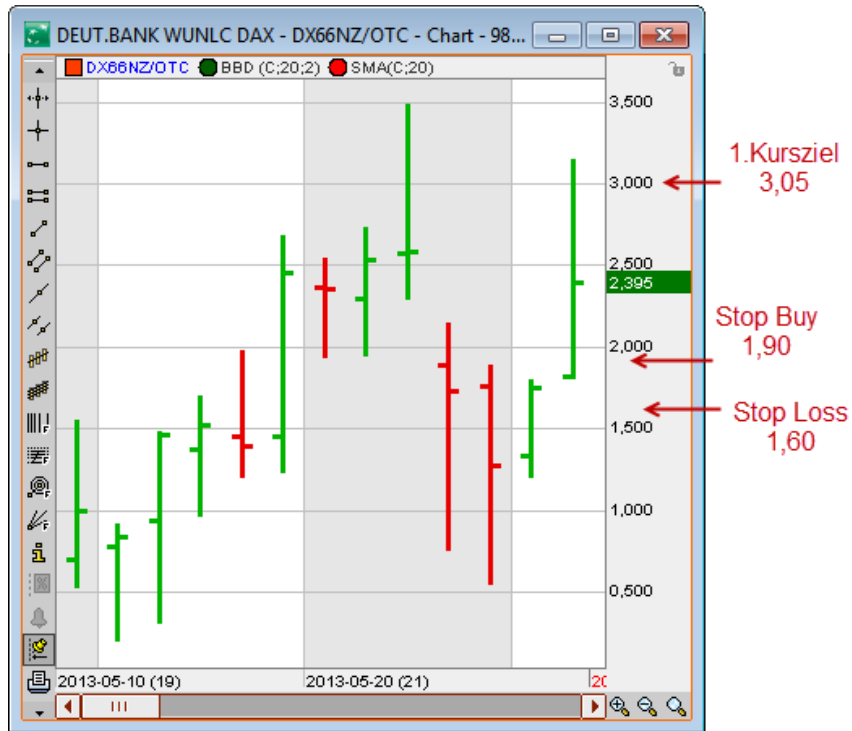 DEUT.BANK WUNLC DAX - DX66NZ/OTC - Chart - 98...
DX66NZ/OTC BBD (C;20;2) SMA(C;20)
3,500
1.Kursziel
3,05
3,000
2,500
2,395
Stop Buy
1,90
2,000
Stop Loss
1,60
1,500
1,000
0,500
2013-05-10 (19) 2013-05-20 (21)